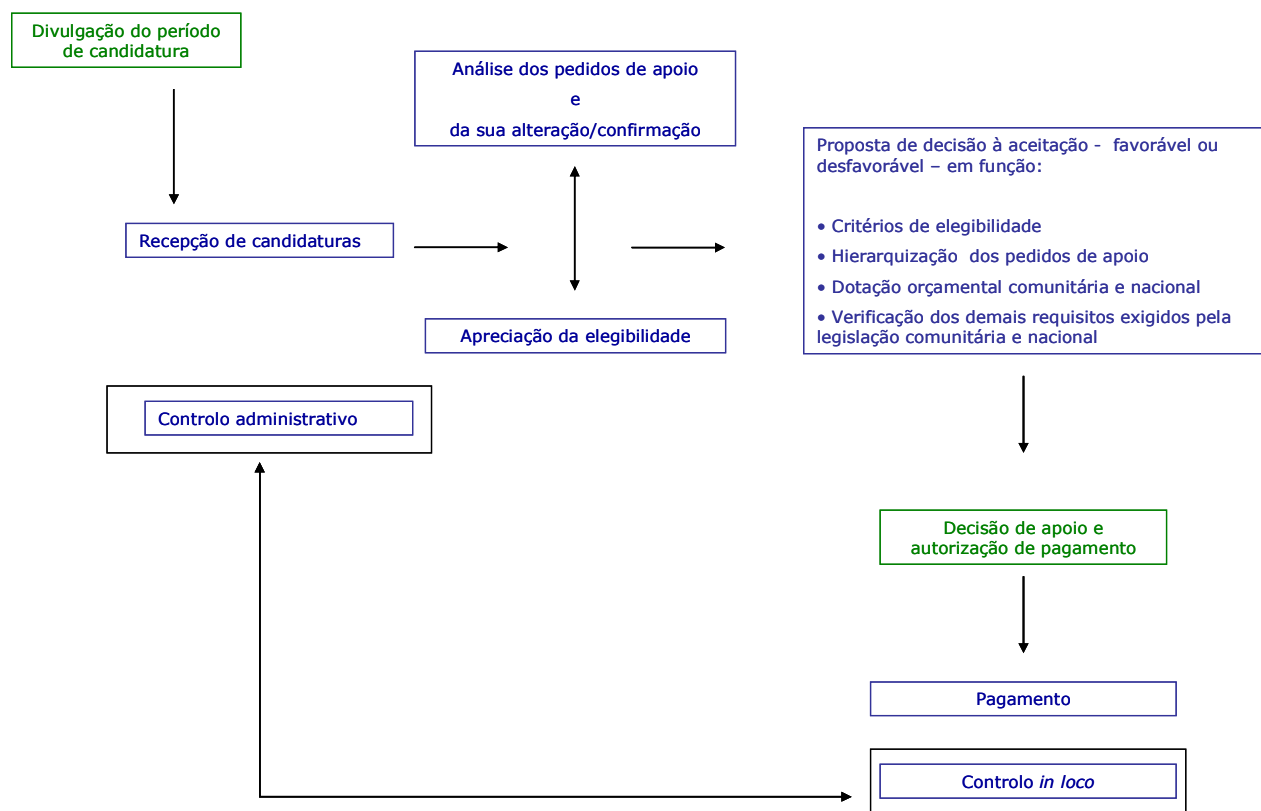 Divulgação do período
de candidatura
Análise dos pedidos de apoio
e
da sua alteração/confirmação
Proposta de decisão à aceitação -  favorável ou
desfavorável – em função:
• Critérios de elegibilidade
• Hierarquização  dos pedidos de apoio
• Dotação orçamental comunitária e nacional
• Verificação dos demais requisitos exigidos pela
legislação comunitária e nacional
Recepção de candidaturas
Apreciação da elegibilidade
Controlo administrativo
Decisão de apoio e
autorização de pagamento
Pagamento
Controlo in loco